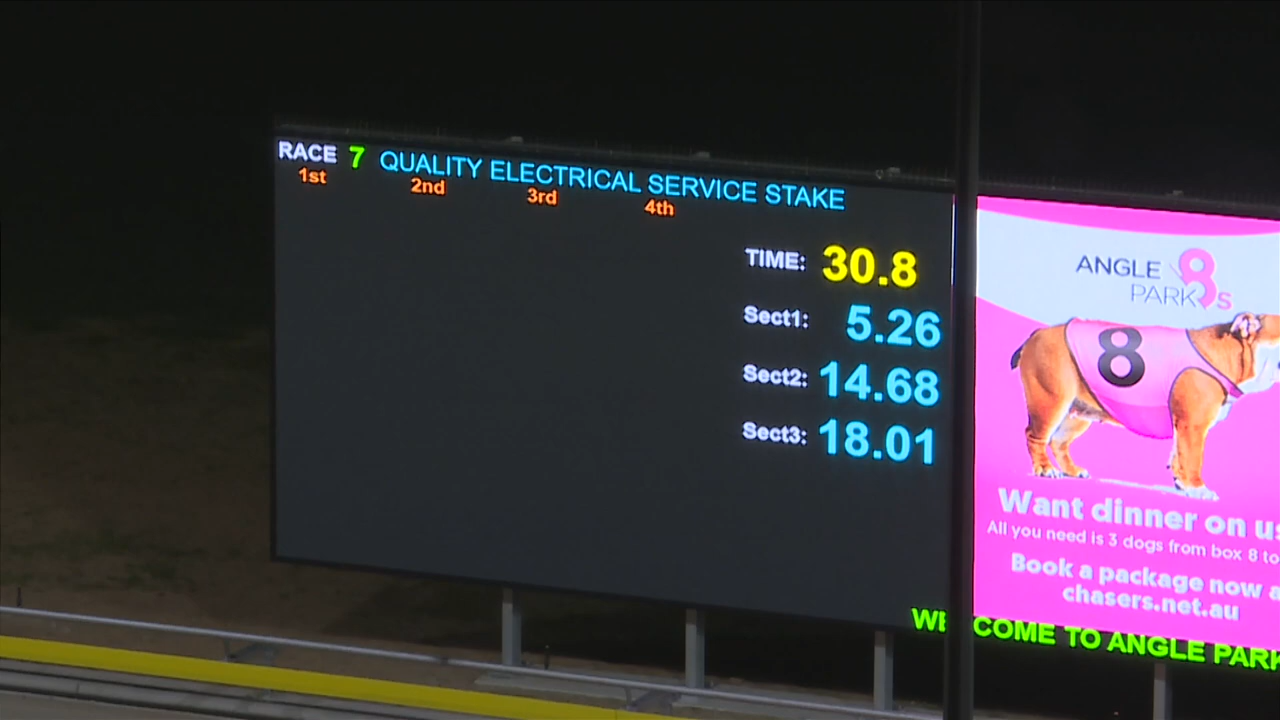 RACE 7 QUALITY ELECTRICAL SERVICE STAKE
1st 2nd 3rd 4th
TIME: 30.8
Sect1: 5.26
Sect2: 14.68
Sect3: 18.01
ANGLE
PARK 8s
8
Want dinner on us
All you need is 3 dogs from box 8 to
Book a package now a
chasers.net.au
WE COME TO ANGLE PARK